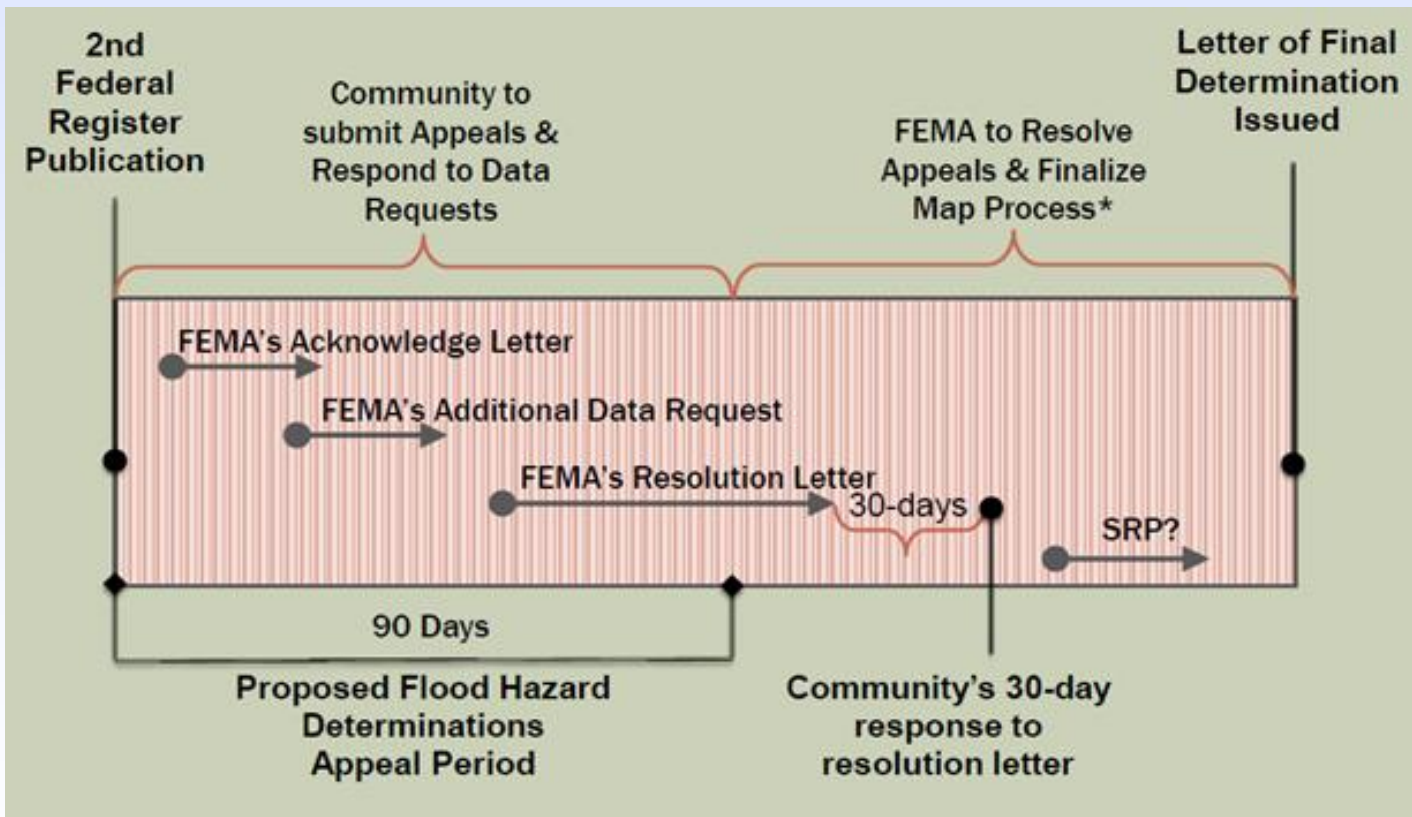 2nd
Federal
Register
Publication
Community to
submit Appeals &
Respond to Data
Requests
FEMA to Resolve
Appeals & Finalize
Map Process*
Letter of Final
Determination
Issued
FEMA's Acknowledge Letter
FEMA's Additional Data Request
FEMA's Resolution Letter
30-days
SRP?
90 Days
Proposed Flood Hazard
Determinations
Appeal Period
Community's 30-day
response to
resolution letter